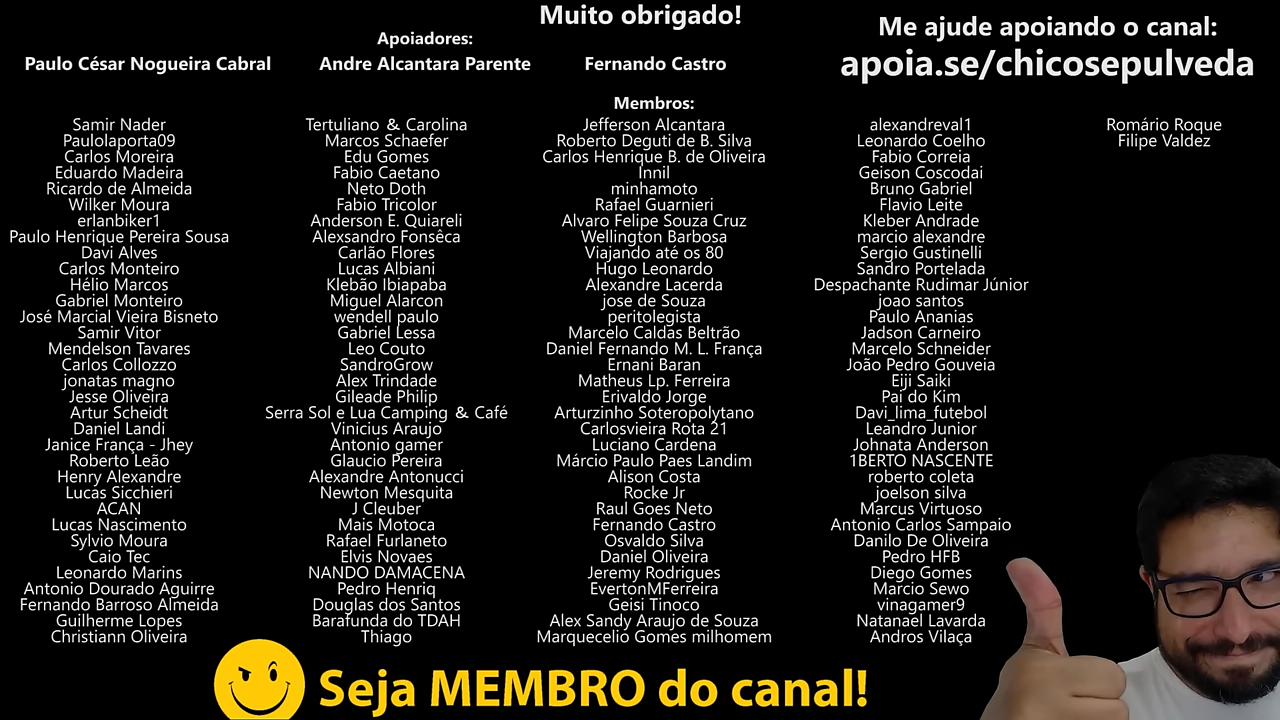 Muito obrigado!
Apoiadores:
Paulo César Nogueira Cabral
Andre Alcantara Parente
Fernando Castro
Me ajude apoiando o canal:
apoia.se/chicosepulveda
Membros:
Samir Nader
Paulolaporta09
Carlos Moreira
Eduardo Madeira
Ricardo de Almeida
Wilker Moura
erlanbiker1
Paulo Henrique Pereira Sousa
Davi Alves
Carlos Monteiro
Hélio Marcos
Gabriel Monteiro
José Marcial Vieira Bisneto
Samir Vitor
Mendelson Tavares
Carlos Collozzo
jonatas magno
Jesse Oliveira
Artur Scheidt
Daniel Landi
Janice França - Jhey
Roberto Leão
Henry Alexandre
Lucas Sicchieri
ACAN
Lucas Nascimento
Sylvio Moura
Caio Tec
Leonardo Marins
Antonio Dourado Aguirre
Fernando Barroso Almeida
Guilherme Lopes
Christiann Oliveira
Tertuliano & Carolina
Marcos Schaefer
Edu Gomes
Fabio Caetano
Neto Doth
Fabio Tricolor
Anderson E. Quiareli
Alexsandro Fonsêca
Carlão Flores
Lucas Albiani
Klebão Ibiapaba
Miguel Alarcon
wendell paulo
Gabriel Lessa
Leo Couto
SandroGrow
Alex Trindade
Gileade Philip
Serra Sol e Lua Camping & Café
Vinicius Araujo
Antonio gamer
Glaucio Pereira
Alexandre Antonucci
Newton Mesquita
J Cleuber
Mais Motoca
Rafael Furlaneto
Elvis Novaes
NANDO DAMACENA
Pedro Henriq
Douglas dos Santos
Barafunda do TDAH
Thiago
Jefferson Alcantara
Roberto Deguti de B. Silva
Carlos Henrique B. de Oliveira
Innil
minhamoto
Rafael Guarnieri
Alvaro Felipe Souza Cruz
Wellington Barbosa
Viajando até os 80
Hugo Leonardo
Alexandre Lacerda
jose de Souza
peritolegista
Marcelo Caldas Beltrão
Daniel Fernando M. L. França
Ernani Baran
Matheus Lp. Ferreira
Erivaldo Jorge
Arturzinho Soteropolytano
Carlosvieira Rota 21
Luciano Cardena
Márcio Paulo Paes Landim
Alison Costa
Rocke Jr
Raul Goes Neto
Fernando Castro
Osvaldo Silva
Daniel Oliveira
Jeremy Rodrigues
EvertonMFerreira
Geisi Tinoco
Alex Sandy Araujo de Souza
Marquecelio Gomes milhomem
alexandreval1
Leonardo Coelho
Fabio Correia
Geison Coscodai
Bruno Gabriel
Flavio Leite
Kleber Andrade
marcio alexandre
Sergio Gustinelli
Sandro Portelada
Despachante Rudimar Júnior
joao santos
Paulo Ananias
Jadson Carneiro
Marcelo Schneider
João Pedro Gouveia
Eiji Saiki
Pai do Kim
Davi_lima_futebol
Leandro Junior
Johnata Anderson
1BERTO NASCENTE
roberto coleta
joelson silva
Marcus Virtuoso
Antonio Carlos Sampaio
Danilo De Oliveira
Pedro HFB
Diego Gomes
Marcio Sewo
vinagamer9
Natanael Lavarda
Andros Vilaça
Romário Roque
Filipe Valdez
Seja MEMBRO do canal!